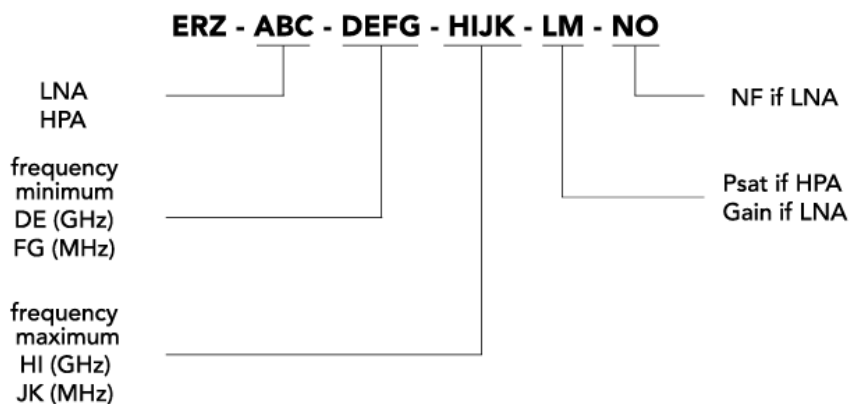 ERZ - ABC - DEFG - HIJK - LM - NO
LNA
HPA
frequency
minimum
DE (GHz)
FG (MHz)
frequency
maximum
HI (GHz)
JK (MHz)
NF if LNA
Psat if HPA
Gain if LNA